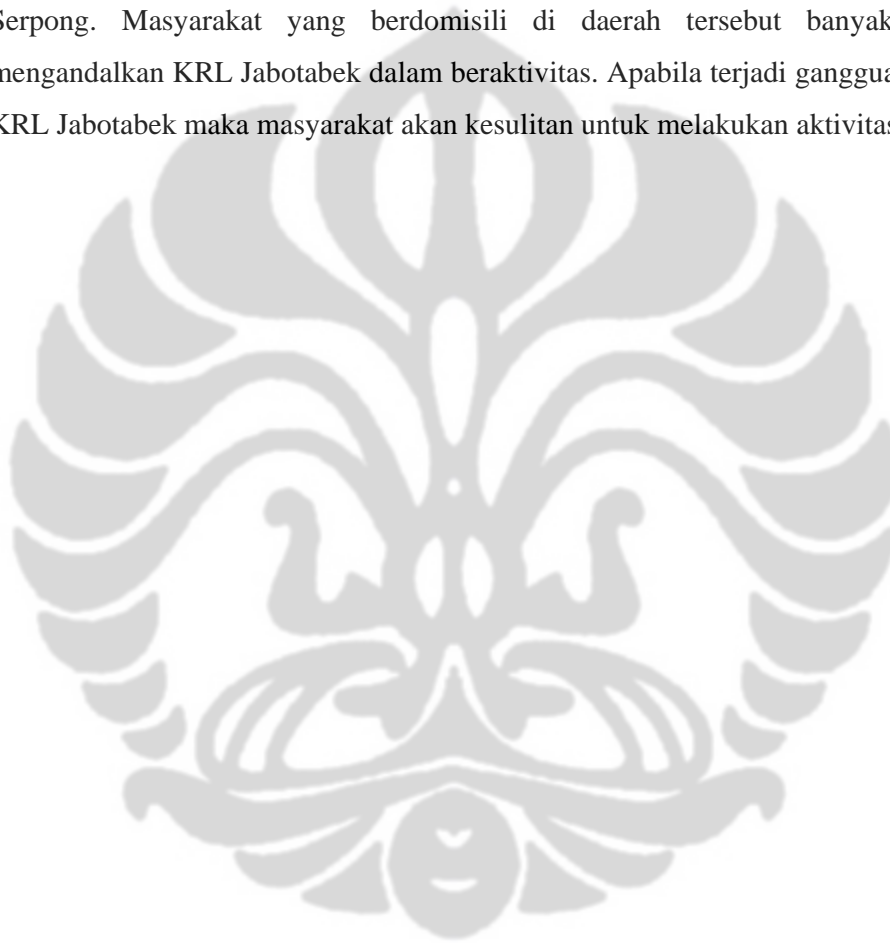 Serpong. Masyarakat yang berdomisili di daerah tersebut banyak
mengandalkan KRL Jabotabek dalam beraktivitas. Apabila terjadi ganggua
KRL Jabotabek maka masyarakat akan kesulitan untuk melakukan aktivitas